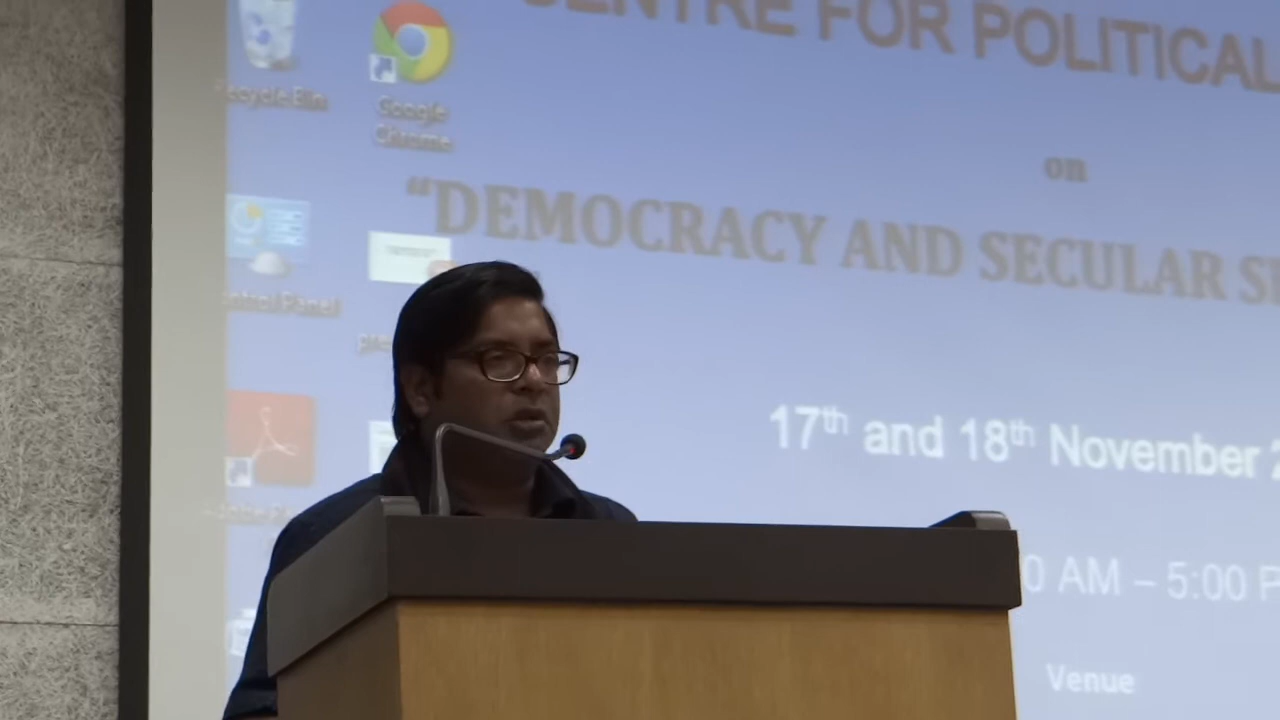 CENTRE FOR POLITICAL
on
“DEMOCRACY AND SECULAR
17th and 18th November
0 AM – 5:00
Venue
Recycle Bin
Google
Chrome
Control Panel